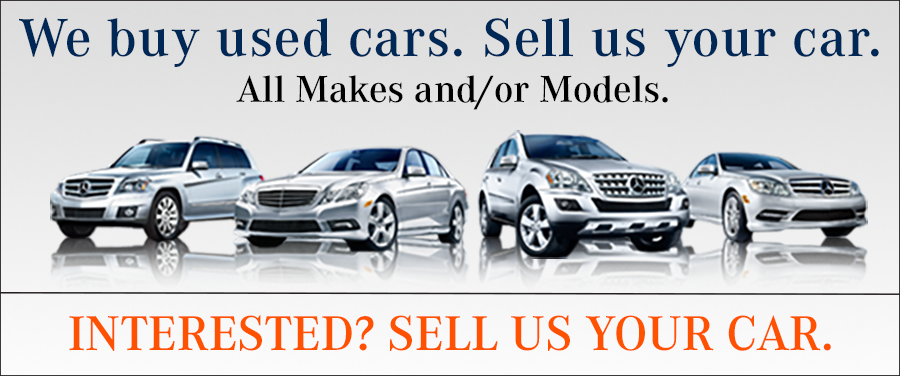 We buy used cars. Sell us your car.
All Makes and/or Models.
INTERESTED? SELL US YOUR CAR.